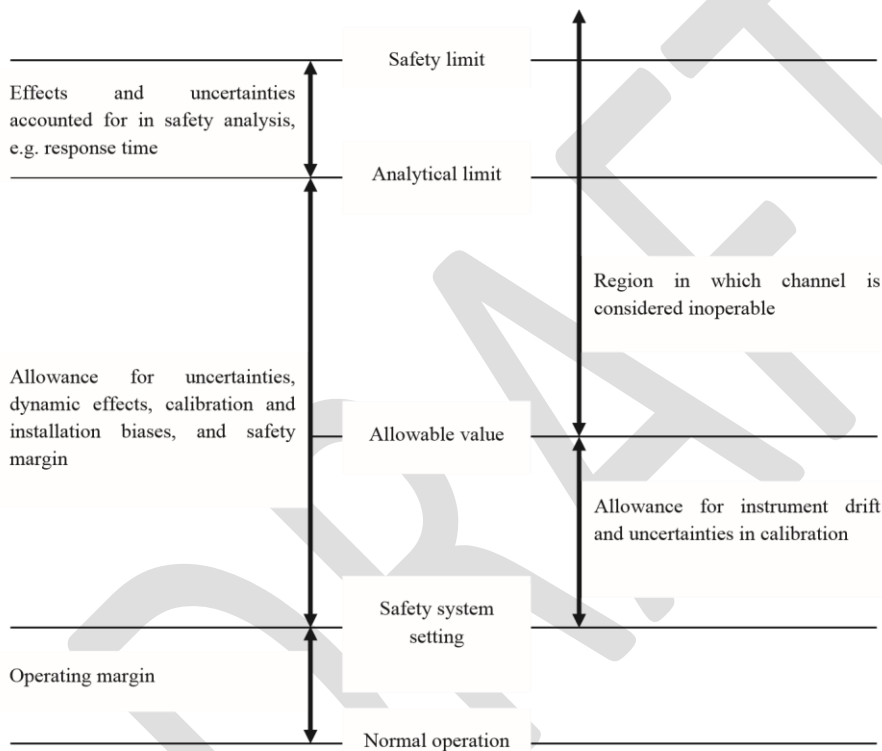 Safety limit
Effects and uncertainties
accounted for in safety analysis,
e.g. response time
Analytical limit
Region in which channel is
considered inoperable
Allowance for uncertainties,
dynamic effects, calibration and
installation biases, and safety
margin
Allowable value
Allowance for instrument drift
and uncertainties in calibration
Safety system
setting
Operating margin
Normal operation
DRAFT